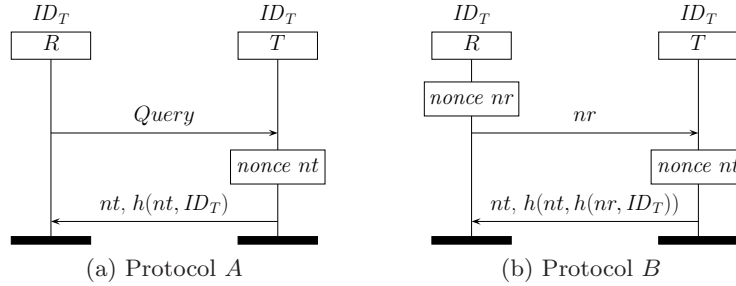 ID_T ID_T
R T
Query
nonce nt
nt, h(nt, ID_T)
(a) Protocol A
ID_T ID_T
R T
nonce nr
nr
nonce nt
nt, h(nt, h(nr, ID_T))
(b) Protocol B